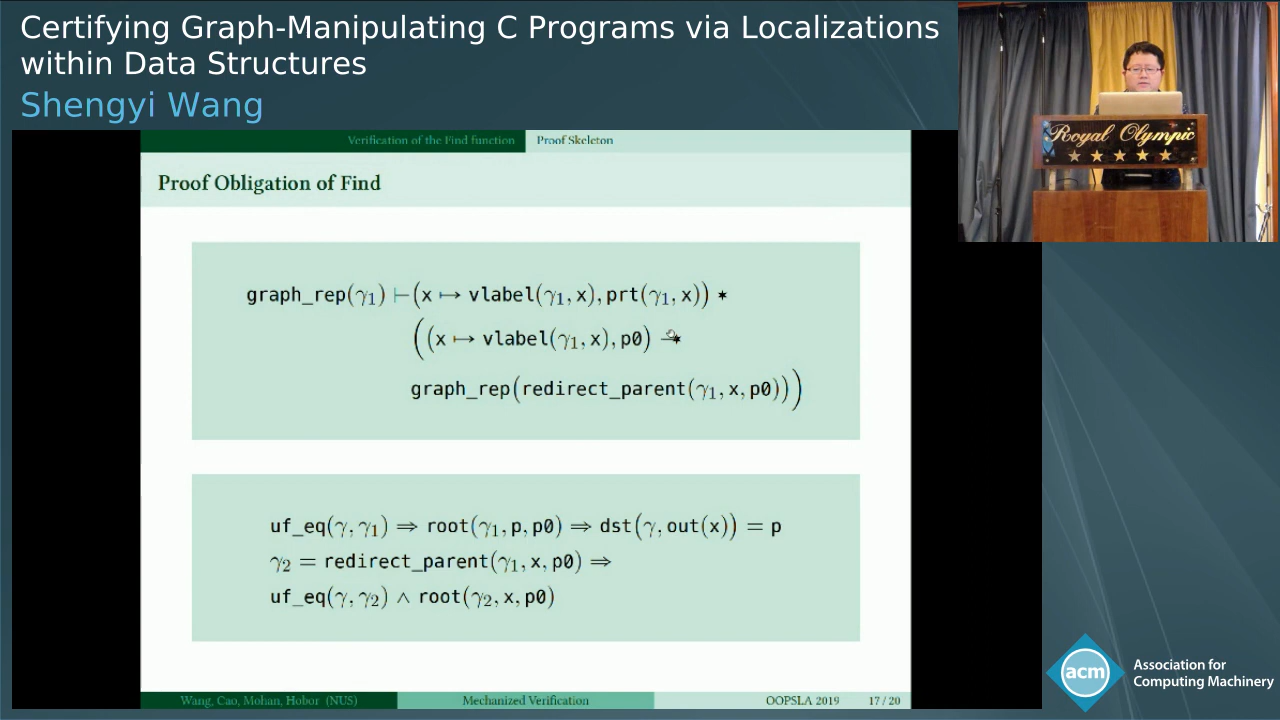 Certifying Graph-Manipulating C Programs via Localizations
within Data Structures
Shengyi Wang
Royal Olympic
Verification of the Find function Proof Skeleton
Proof Obligation of Find
graph_rep(γ₁) ⊢ (x ↦ vlabel(γ₁, x), prt(γ₁, x)) ⋆
((x ↦ vlabel(γ₁, x), p0) −⋆
graph_rep(redirect_parent(γ₁, x, p0)))
uf_eq(γ, γ₁) ⇒ root(γ₁, p, p0) ⇒ dst(γ, out(x)) = p
γ₂ = redirect_parent(γ₁, x, p0) ⇒
uf_eq(γ, γ₂) ∧ root(γ₂, x, p0)
Wang, Cao, Mohan, Hobor (NUS) Mechanized Verification OOPSLA 2019 17 / 20
acm Association for
Computing Machinery